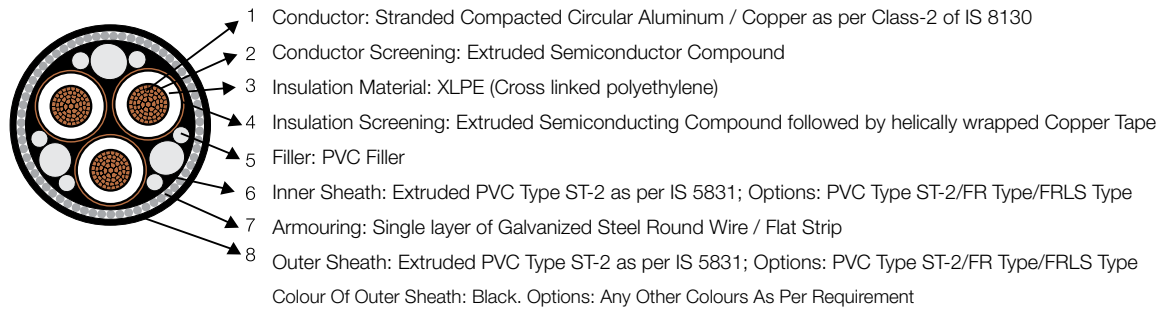 1 Conductor: Stranded Compacted Circular Aluminum / Copper as per Class-2 of IS 8130
2 Conductor Screening: Extruded Semiconductor Compound
3 Insulation Material: XLPE (Cross linked polyethylene)
4 Insulation Screening: Extruded Semiconducting Compound followed by helically wrapped Copper Tape
5 Filler: PVC Filler
6 Inner Sheath: Extruded PVC Type ST-2 as per IS 5831; Options: PVC Type ST-2/FR Type/FRLS Type
7 Armouring: Single layer of Galvanized Steel Round Wire / Flat Strip
8 Outer Sheath: Extruded PVC Type ST-2 as per IS 5831; Options: PVC Type ST-2/FR Type/FRLS Type
Colour Of Outer Sheath: Black. Options: Any Other Colours As Per Requirement